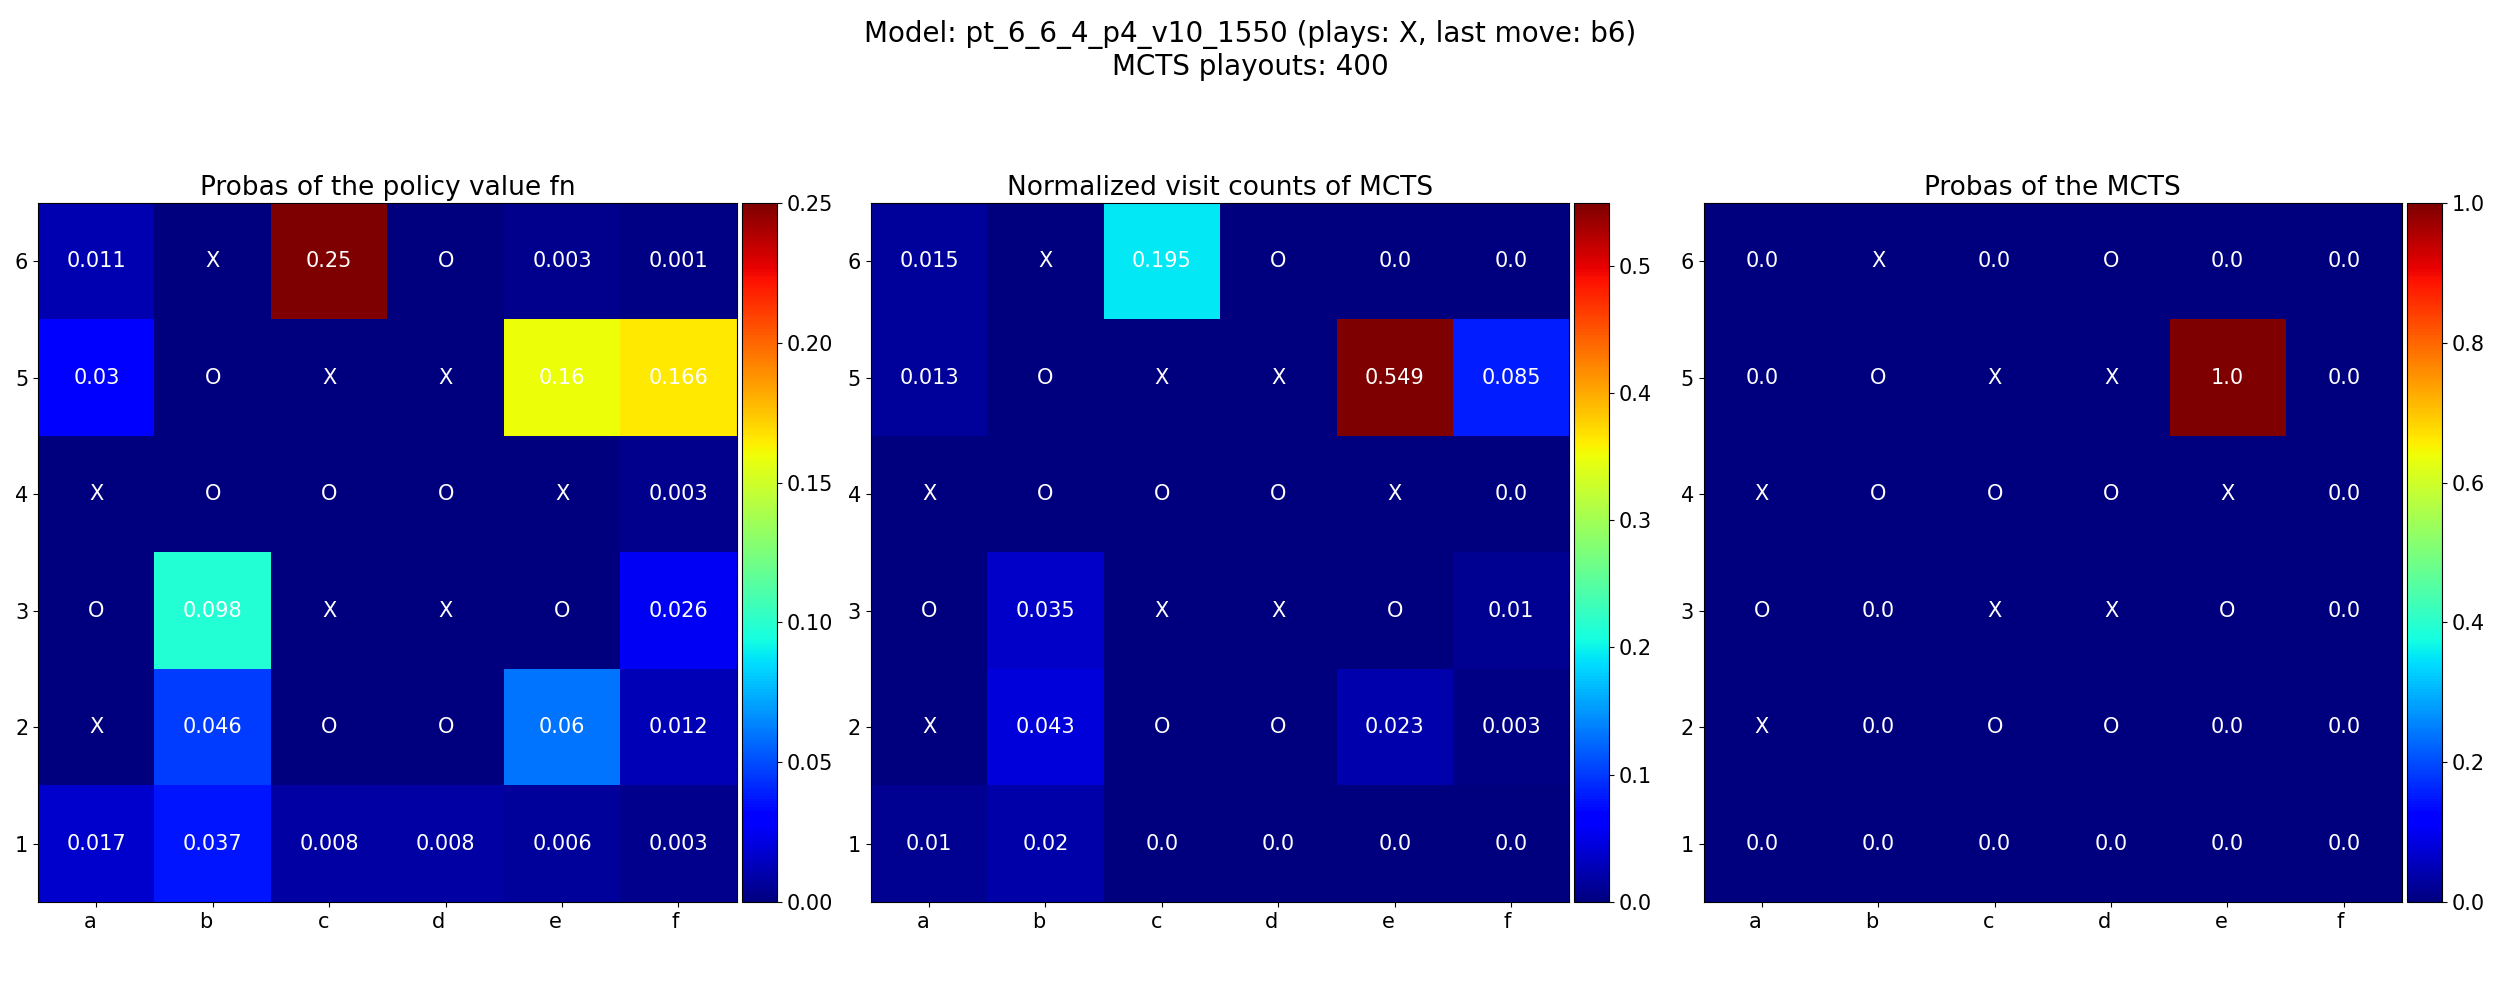 Model: pt_6_6_4_p4_v10_1550 (plays: X, last move: b6)
MCTS playouts: 400
Probas of the policy value fn
6 0.011 X 0.25 O 0.003 0.001
5 0.03 O X X 0.16 0.166
4 X O O O X 0.003
3 O 0.098 X X O 0.026
2 X 0.046 O O 0.06 0.012
1 0.017 0.037 0.008 0.008 0.006 0.003
a b c d e f
0.25
0.20
0.15
0.10
0.05
0.00
Normalized visit counts of MCTS
6 0.015 X 0.195 O 0.0 0.0
5 0.013 O X X 0.549 0.085
4 X O O O X 0.0
3 O 0.035 X X O 0.01
2 X 0.043 O O 0.023 0.003
1 0.01 0.02 0.0 0.0 0.0 0.0
a b c d e f
0.5
0.4
0.3
0.2
0.1
0.0
Probas of the MCTS
6 0.0 X 0.0 O 0.0 0.0
5 0.0 O X X 1.0 0.0
4 X O O O X 0.0
3 O 0.0 X X O 0.0
2 X 0.0 O O 0.0 0.0
1 0.0 0.0 0.0 0.0 0.0 0.0
a b c d e f
1.0
0.8
0.6
0.4
0.2
0.0